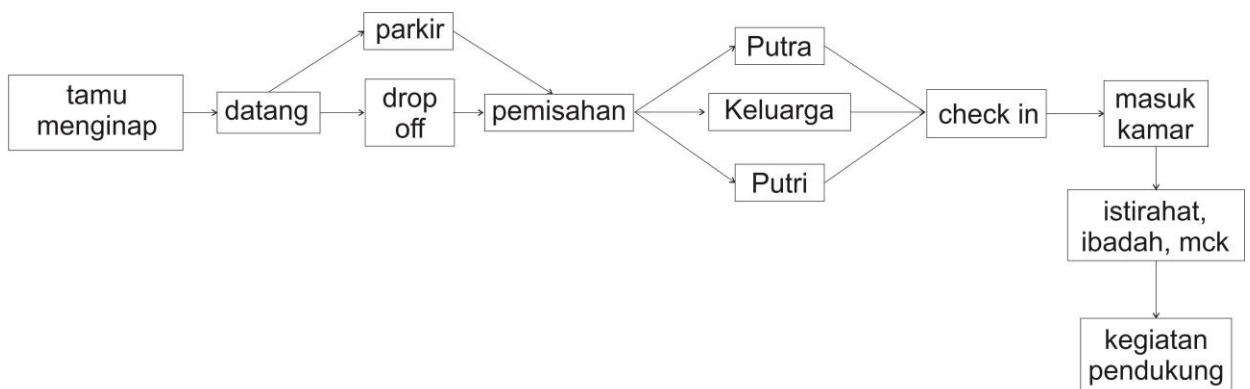 tamu
menginap
datang
parkir
drop
off
pemisahan
Putra
Keluarga
Putri
check in
masuk
kamar
istirahat,
ibadah, mck
kegiatan
pendukung